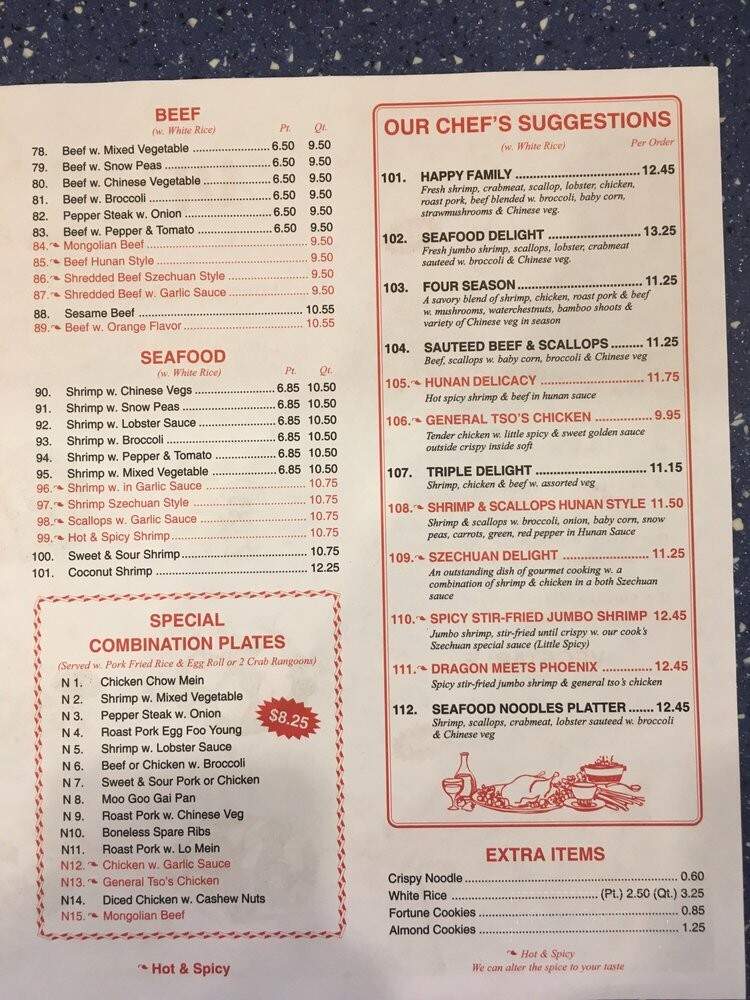 BEEF
(w. White Rice) Pt. Qt.
78. Beef w. Mixed Vegetable 6.50 9.50
79. Beef w. Snow Peas 6.50 9.50
80. Beef w. Chinese Vegetable 6.50 9.50
81. Beef w. Broccoli 6.50 9.50
82. Pepper Steak w. Onion 6.50 9.50
83. Beef w. Pepper & Tomato 6.50 9.50
84. Mongolian Beef 9.50
85. Beef Hunan Style 9.50
86. Shredded Beef Szechuan Style 9.50
87. Shredded Beef w. Garlic Sauce 9.50
88. Sesame Beef 10.55
89. Beef w. Orange Flavor 10.55
SEAFOOD
(w. White Rice) Pt. Qt.
90. Shrimp w. Chinese Vegs 6.85 10.50
91. Shrimp w. Snow Peas 6.85 10.50
92. Shrimp w. Lobster Sauce 6.85 10.50
93. Shrimp w. Broccoli 6.85 10.50
94. Shrimp w. Pepper & Tomato 6.85 10.50
95. Shrimp w. Mixed Vegetable 6.85 10.50
96. Shrimp w. in Garlic Sauce 10.75
97. Shrimp Szechuan Style 10.75
98. Scallops w. Garlic Sauce 10.75
99. Hot & Spicy Shrimp 10.75
100. Sweet & Sour Shrimp 10.75
101. Coconut Shrimp 12.25
SPECIAL
COMBINATION PLATES
(Served w. Pork Fried Rice & Egg Roll or 2 Crab Rangoons)
$8.25
N 1. Chicken Chow Mein
N 2. Shrimp w. Mixed Vegetable
N 3. Pepper Steak w. Onion
N 4. Roast Pork Egg Foo Young
N 5. Shrimp w. Lobster Sauce
N 6. Beef or Chicken w. Broccoli
N 7. Sweet & Sour Pork or Chicken
N 8. Moo Goo Gai Pan
N 9. Roast Pork w. Chinese Veg
N10. Boneless Spare Ribs
N11. Roast Pork w. Lo Mein
N12. Chicken w. Garlic Sauce
N13. General Tso's Chicken
N14. Diced Chicken w. Cashew Nuts
N15. Mongolian Beef
Hot & Spicy
OUR CHEF'S SUGGESTIONS
(w. White Rice) Per Order
101. HAPPY FAMILY 12.45
Fresh shrimp, crabmeat, scallop, lobster, chicken,
roast pork, beef blended w. broccoli, baby corn,
strawmushrooms & Chinese veg.
102. SEAFOOD DELIGHT 13.25
Fresh jumbo shrimp, scallops, lobster, crabmeat
sauteed w. broccoli & Chinese veg.
103. FOUR SEASON 11.25
A savory blend of shrimp, chicken, roast pork & beef
w. mushrooms, waterchestnuts, bamboo shoots &
variety of Chinese veg in season
104. SAUTEED BEEF & SCALLOPS 11.25
Beef, scallops w. baby corn, broccoli & Chinese veg
105. HUNAN DELICACY 11.75
Hot spicy shrimp & beef in hunan sauce
106. GENERAL TSO'S CHICKEN 9.95
Tender chicken w. little spicy & sweet golden sauce
outside crispy inside soft
107. TRIPLE DELIGHT 11.15
Shrimp, chicken & beef w. assorted veg
108. SHRIMP & SCALLOPS HUNAN STYLE 11.50
Shrimp & scallops w. broccoli, onion, baby corn, snow
peas, carrots, green, red pepper in Hunan Sauce
109. SZECHUAN DELIGHT 11.25
An outstanding dish of gourmet cooking w. a
combination of shrimp & chicken in a both Szechuan
sauce
110. SPICY STIR-FRIED JUMBO SHRIMP 12.45
Jumbo shrimp, stir-fried until crispy w. our cook's
Szechuan special sauce (Little Spicy)
111. DRAGON MEETS PHOENIX 12.45
Spicy stir-fried jumbo shrimp & general tso's chicken
112. SEAFOOD NOODLES PLATTER 12.45
Shrimp, scallops, crabmeat, lobster sauteed w. broccoli
& Chinese veg
EXTRA ITEMS
Crispy Noodle 0.60
White Rice (Pt.) 2.50 (Qt.) 3.25
Fortune Cookies 0.85
Almond Cookies 1.25
Hot & Spicy
We can alter the spice to your taste